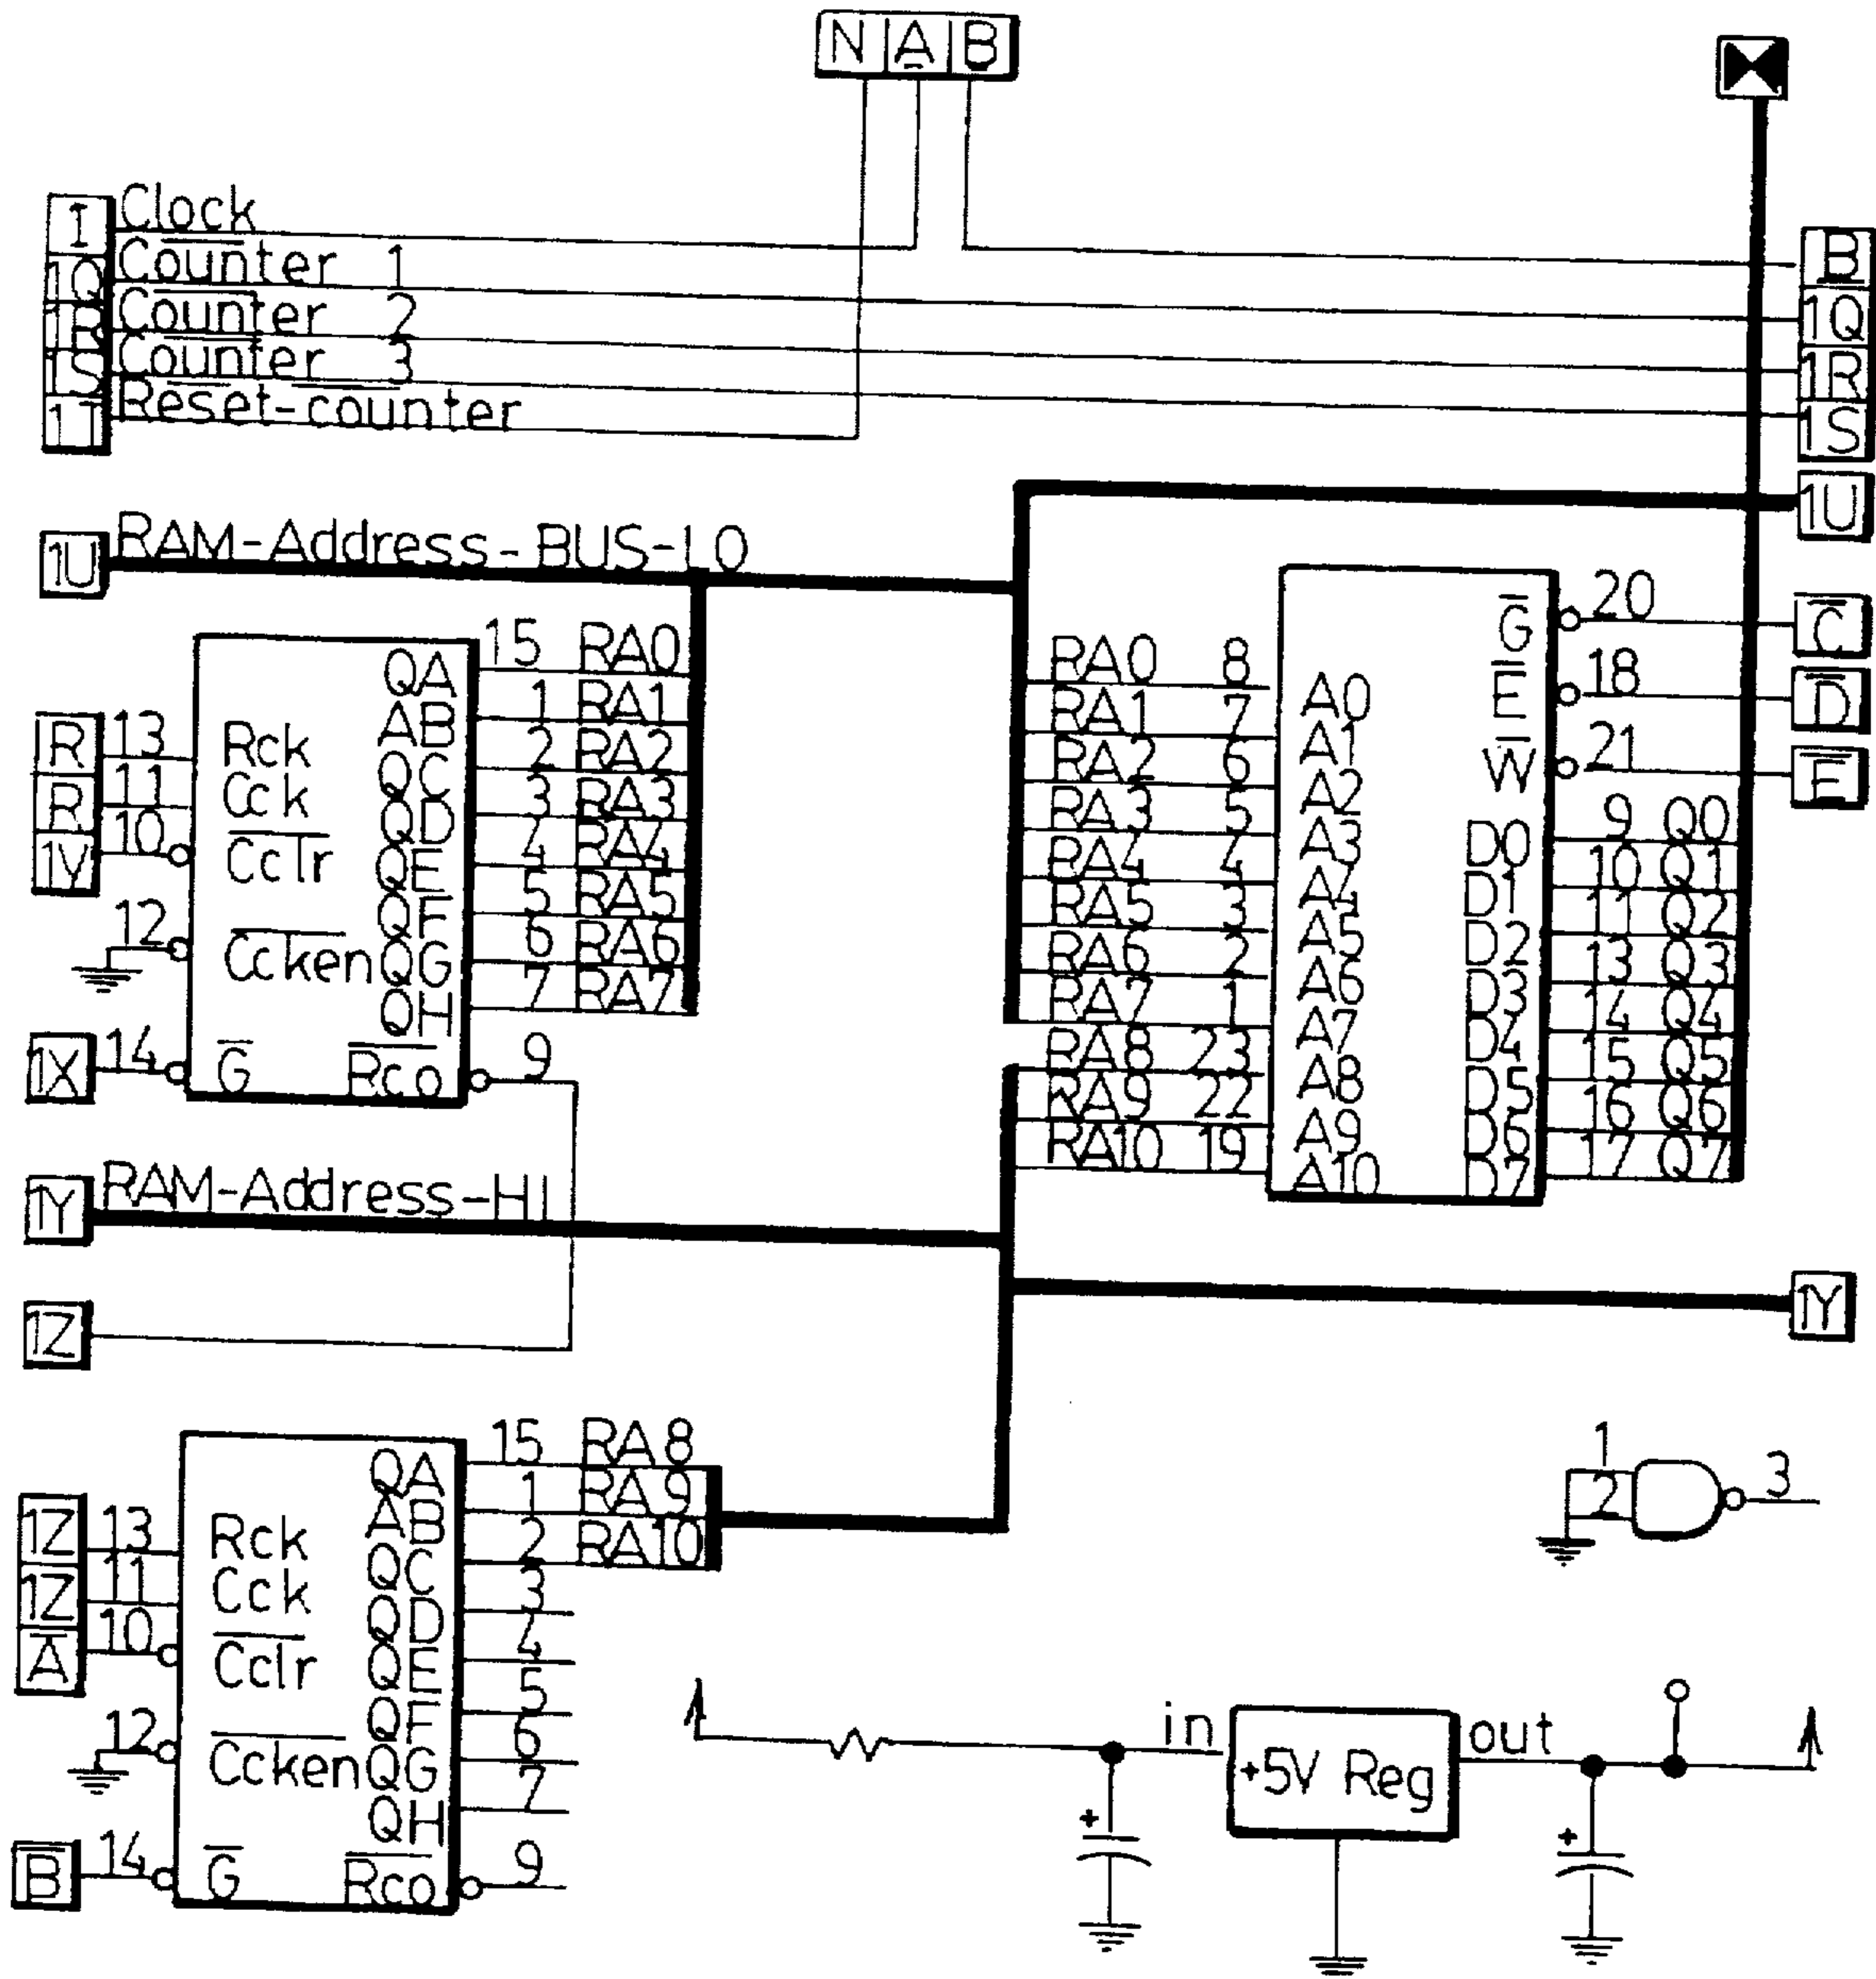 N A B
I Clock
1Q Counter 1
1R Counter 2
1S Counter 3
1T Reset-counter
B
1Q
1R
1S
1U
1U RAM-Address-BUS-LO
QA 15 RA0
AB 1 RA1
QC 2 RA2
QD 3 RA3
QE 4 RA4
QF 5 RA5
QG 6 RA6
QH 7 RA7
R 13 Rck
R 11 Cck
1V 10 Cclr
12 Ccken
1X 14 G
Rco 9
RA0 8 A0
RA1 7 A1
RA2 6 A2
RA3 5 A3
RA4 4 A4
RA5 3 A5
RA6 2 A6
RA7 1 A7
RA8 23 A8
RA9 22 A9
RA10 19 A10
G 20 C
E 18 D
W 21 E
D0 9 Q0
D1 10 Q1
D2 11 Q2
D3 13 Q3
D4 14 Q4
D5 15 Q5
D6 16 Q6
D7 17 Q7
1Y RAM-Address-HI
1Y
1Z
QA 15 RA8
AB 1 RA9
QC 2 RA10
QD 3
QE 4
QF 5
QG 6
QH 7
1Z 13 Rck
1Z 11 Cck
A 10 Cclr
12 Ccken
B 14 G
Rco 9
1
2
3
in +5V Reg out
+
+